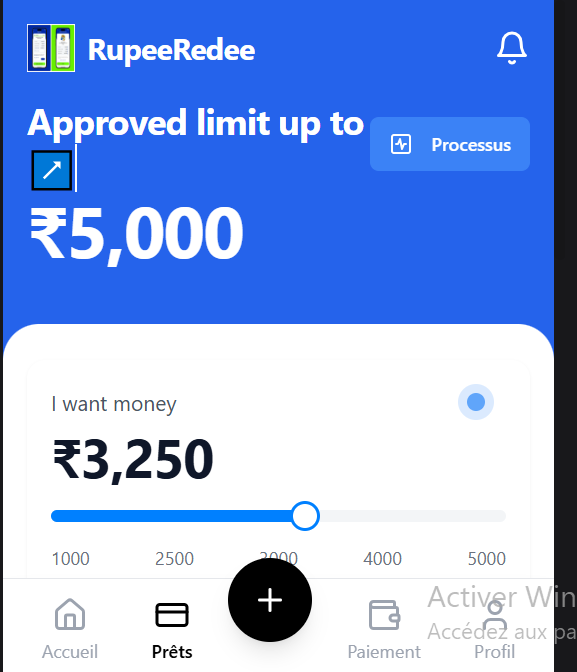 RupeeRedee
Approved limit up to
↗
Processus
₹5,000
I want money
₹3,250
1000 2500 3000 4000 5000
Accueil Prêts Paiement Profil
Activer Win
Accédez aux pa